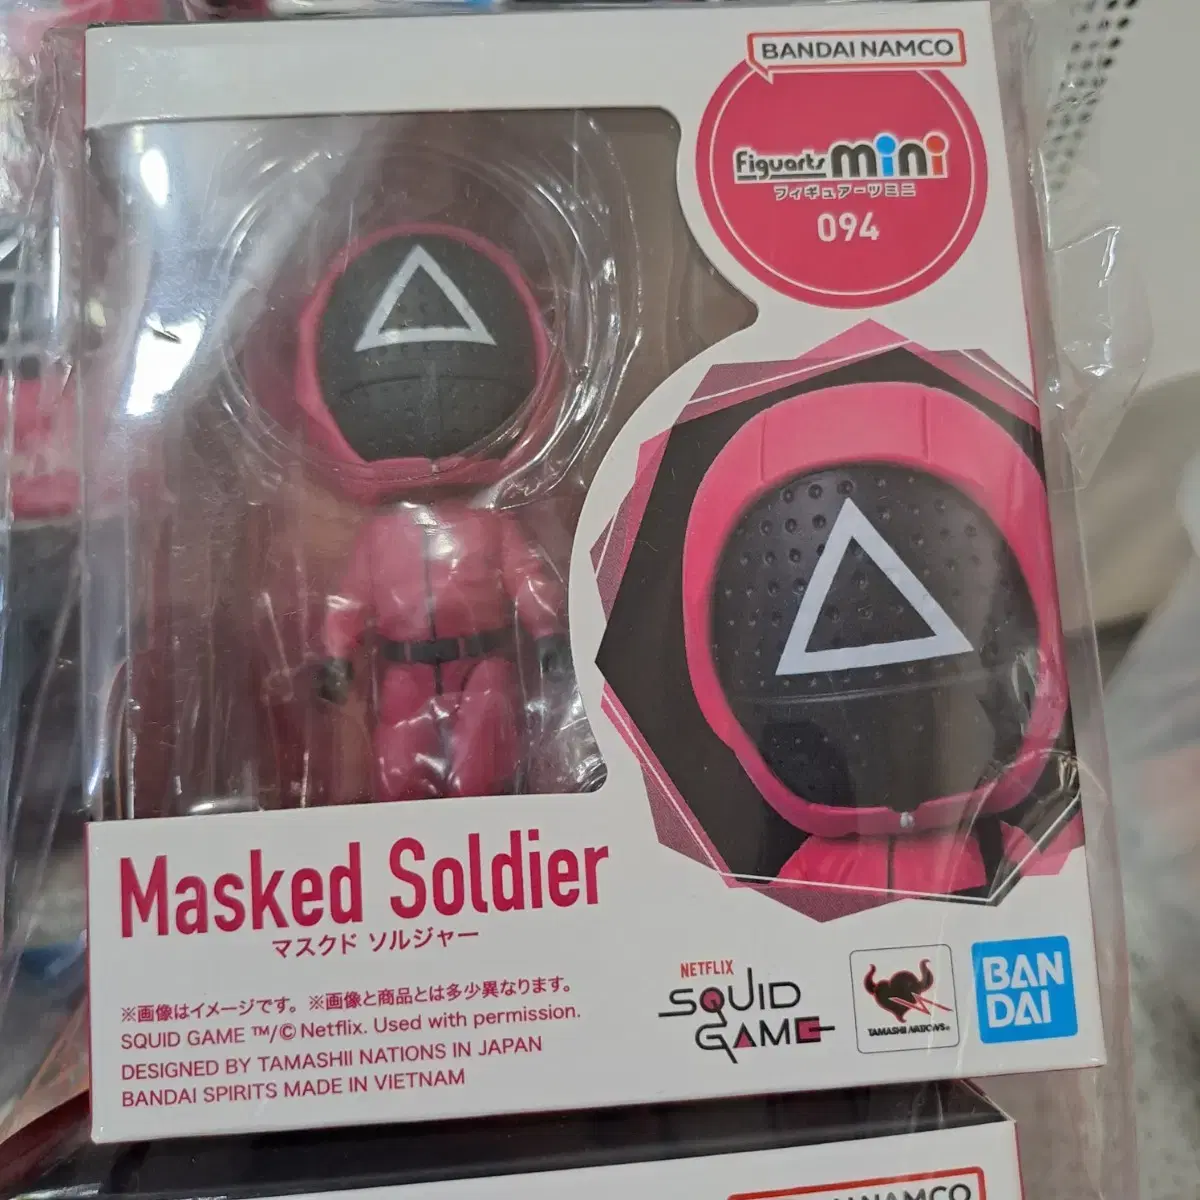 BANDAI NAMCO
Figuarts mini
フィギュアーツミニ
094
Masked Soldier
マスクド ソルジャー
※画像はイメージです。※画像と商品とは多少異なります。
SQUID GAME ™/© Netflix. Used with permission.
DESIGNED BY TAMASHII NATIONS IN JAPAN
BANDAI SPIRITS MADE IN VIETNAM
NETFLIX
SQUID
GAME
TAMASHII NATIONS
BAN
DAI
BANDAI NAMCO